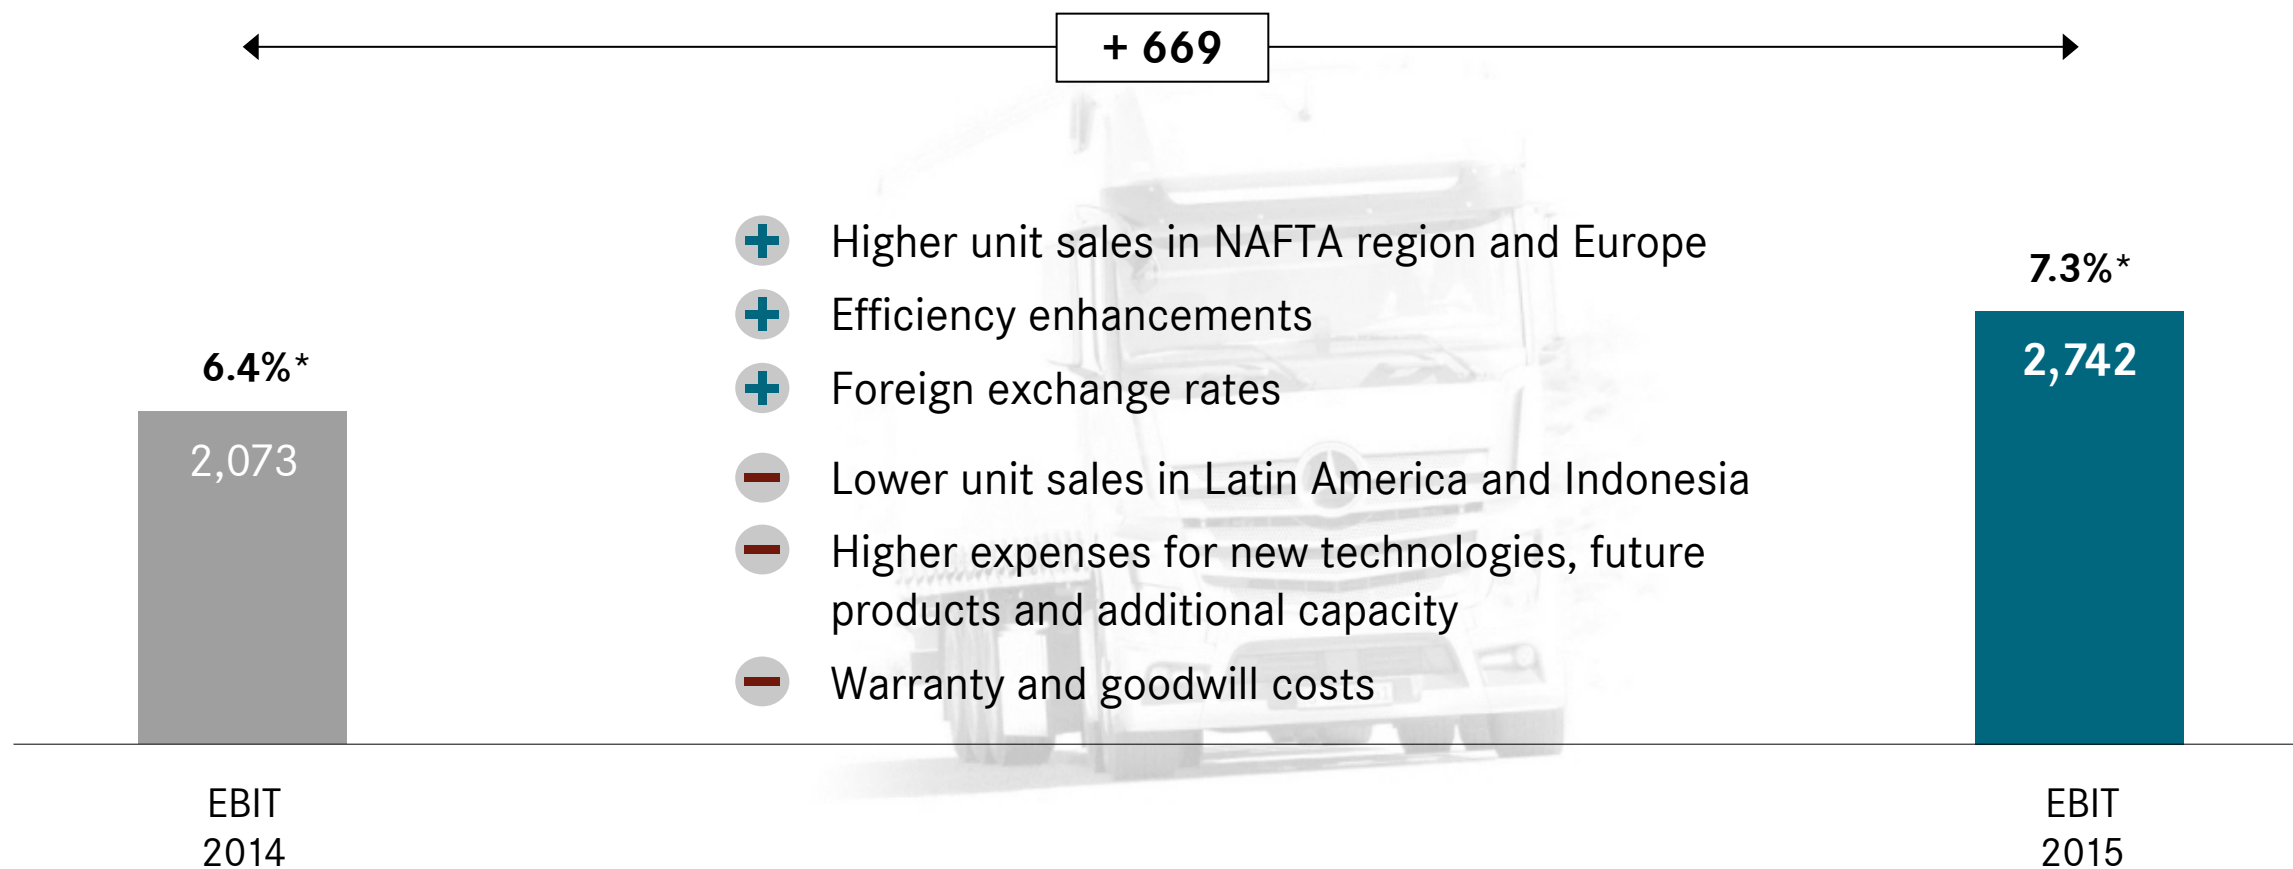 + 669
Higher unit sales in NAFTA region and Europe
Efficiency enhancements
Foreign exchange rates
Lower unit sales in Latin America and Indonesia
Higher expenses for new technologies, future
products and additional capacity
Warranty and goodwill costs
6.4%*
2,073
EBIT
2014
7.3%*
2,742
EBIT
2015